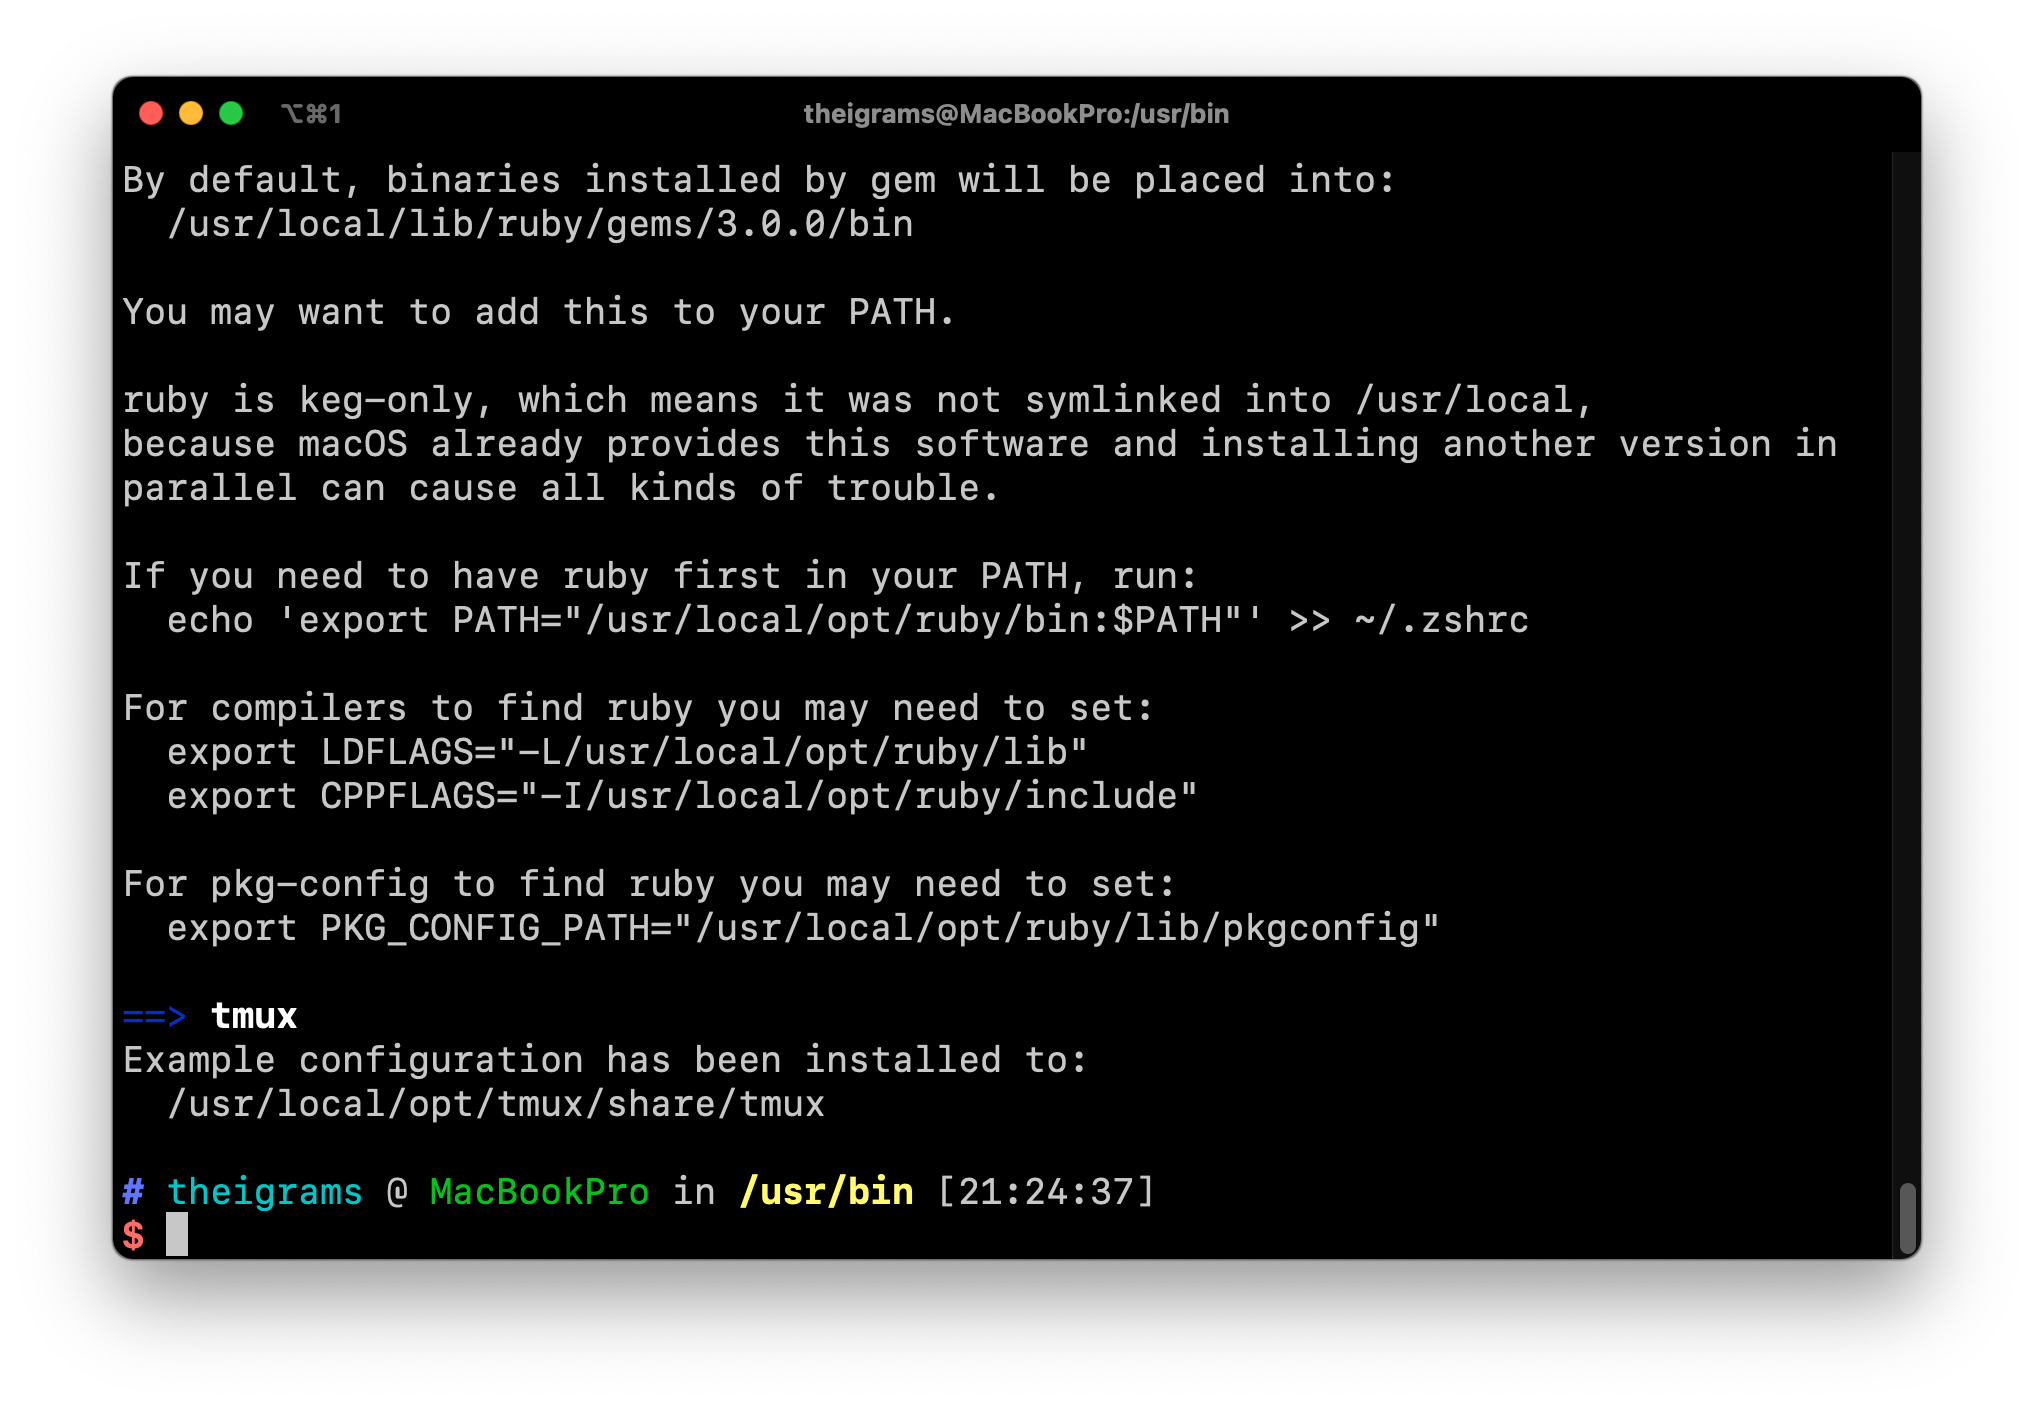 ⌥⌘1
theigrams@MacBookPro:/usr/bin
By default, binaries installed by gem will be placed into:
  /usr/local/lib/ruby/gems/3.0.0/bin

You may want to add this to your PATH.

ruby is keg-only, which means it was not symlinked into /usr/local,
because macOS already provides this software and installing another version in
parallel can cause all kinds of trouble.

If you need to have ruby first in your PATH, run:
  echo 'export PATH="/usr/local/opt/ruby/bin:$PATH"' >> ~/.zshrc

For compilers to find ruby you may need to set:
  export LDFLAGS="-L/usr/local/opt/ruby/lib"
  export CPPFLAGS="-I/usr/local/opt/ruby/include"

For pkg-config to find ruby you may need to set:
  export PKG_CONFIG_PATH="/usr/local/opt/ruby/lib/pkgconfig"

==> tmux
Example configuration has been installed to:
  /usr/local/opt/tmux/share/tmux

# theigrams @ MacBookPro in /usr/bin [21:24:37]
$